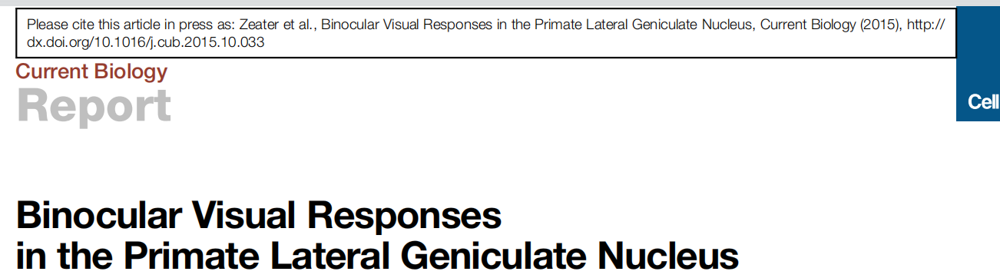 Please cite this article in press as: Zeater et al., Binocular Visual Responses in the Primate Lateral Geniculate Nucleus, Current Biology (2015), http://
dx.doi.org/10.1016/j.cub.2015.10.033
Current Biology
Report
Cell
Binocular Visual Responses
in the Primate Lateral Geniculate Nucleus